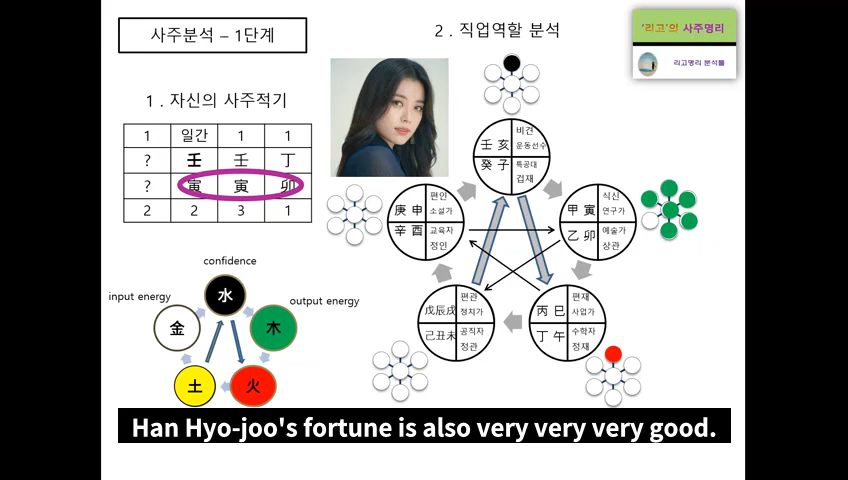 사주분석 – 1단계
2 . 직업역할 분석
'리고'의 사주명리
리고명리 분석틀
1 . 자신의 사주적기
1 일간 1 1
? 壬 壬 丁
? 寅 寅 卯
2 2 3 1
壬 亥 비견
운동선수
癸 子 특공대
겁재
庚 申 편인
소설가
辛 酉 교육자
정인
甲 寅 식신
연구가
乙 卯 예술가
상관
戊辰戌 편관
정치가
己丑未 공직자
정관
丙 巳 편재
사업가
丁 午 수학자
정재
confidence
input energy
output energy
水
金
木
土
火
Han Hyo-joo's fortune is also very very very good.